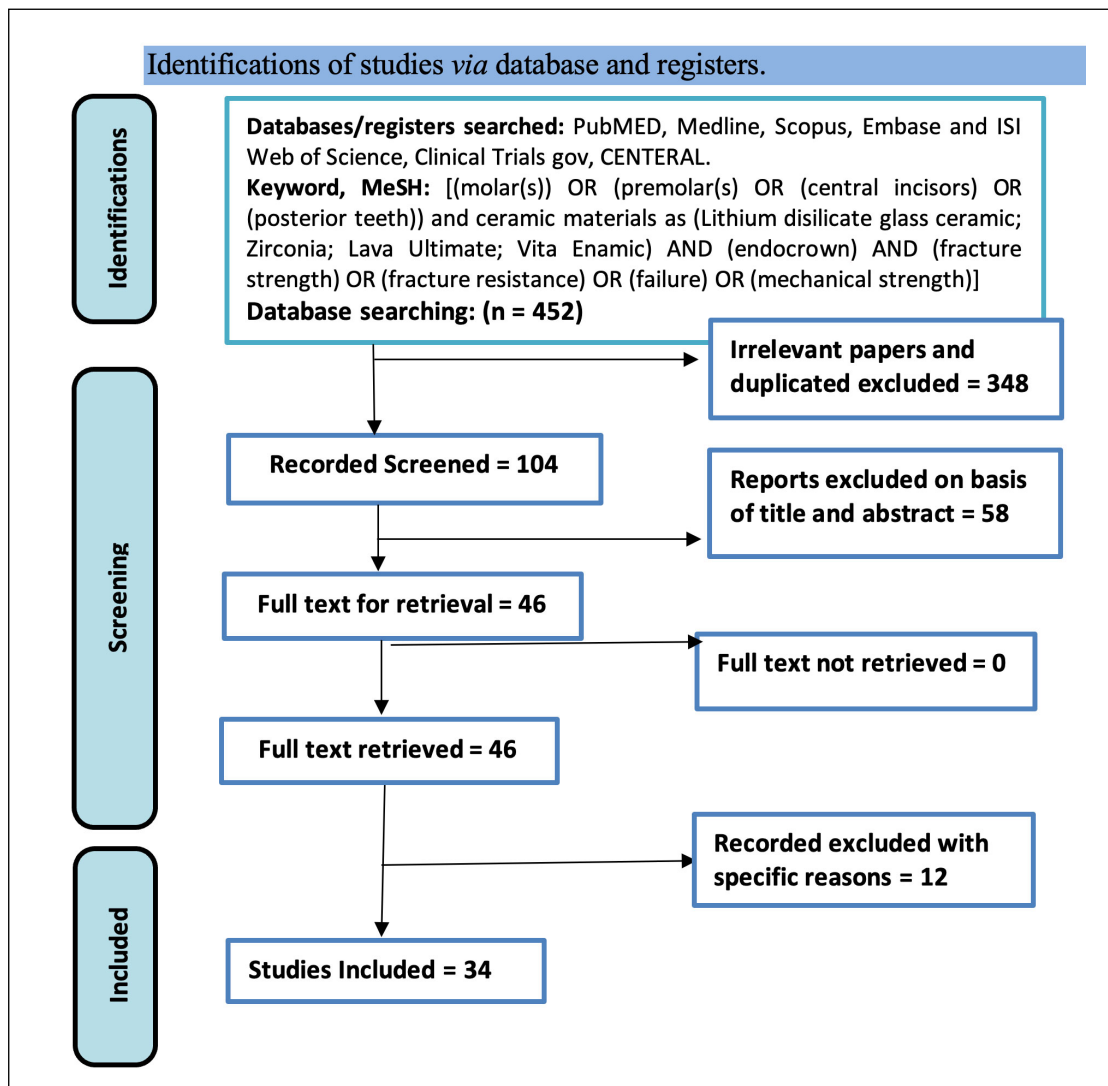 Identifications of studies via database and registers.
Identifications
Databases/registers searched: PubMED, Medline, Scopus, Embase and ISI
Web of Science, Clinical Trials gov, CENTERAL.
Keyword, MeSH: [(molar(s)) OR (premolar(s) OR (central incisors) OR
(posterior teeth)) and ceramic materials as (Lithium disilicate glass ceramic;
Zirconia; Lava Ultimate; Vita Enamic) AND (endocrown) AND (fracture
strength) OR (fracture resistance) OR (failure) OR (mechanical strength)]
Database searching: (n = 452)
Irrelevant papers and
duplicated excluded = 348
Screening
Recorded Screened = 104
Reports excluded on basis
of title and abstract = 58
Full text for retrieval = 46
Full text not retrieved = 0
Full text retrieved = 46
Recorded excluded with
specific reasons = 12
Included
Studies Included = 34